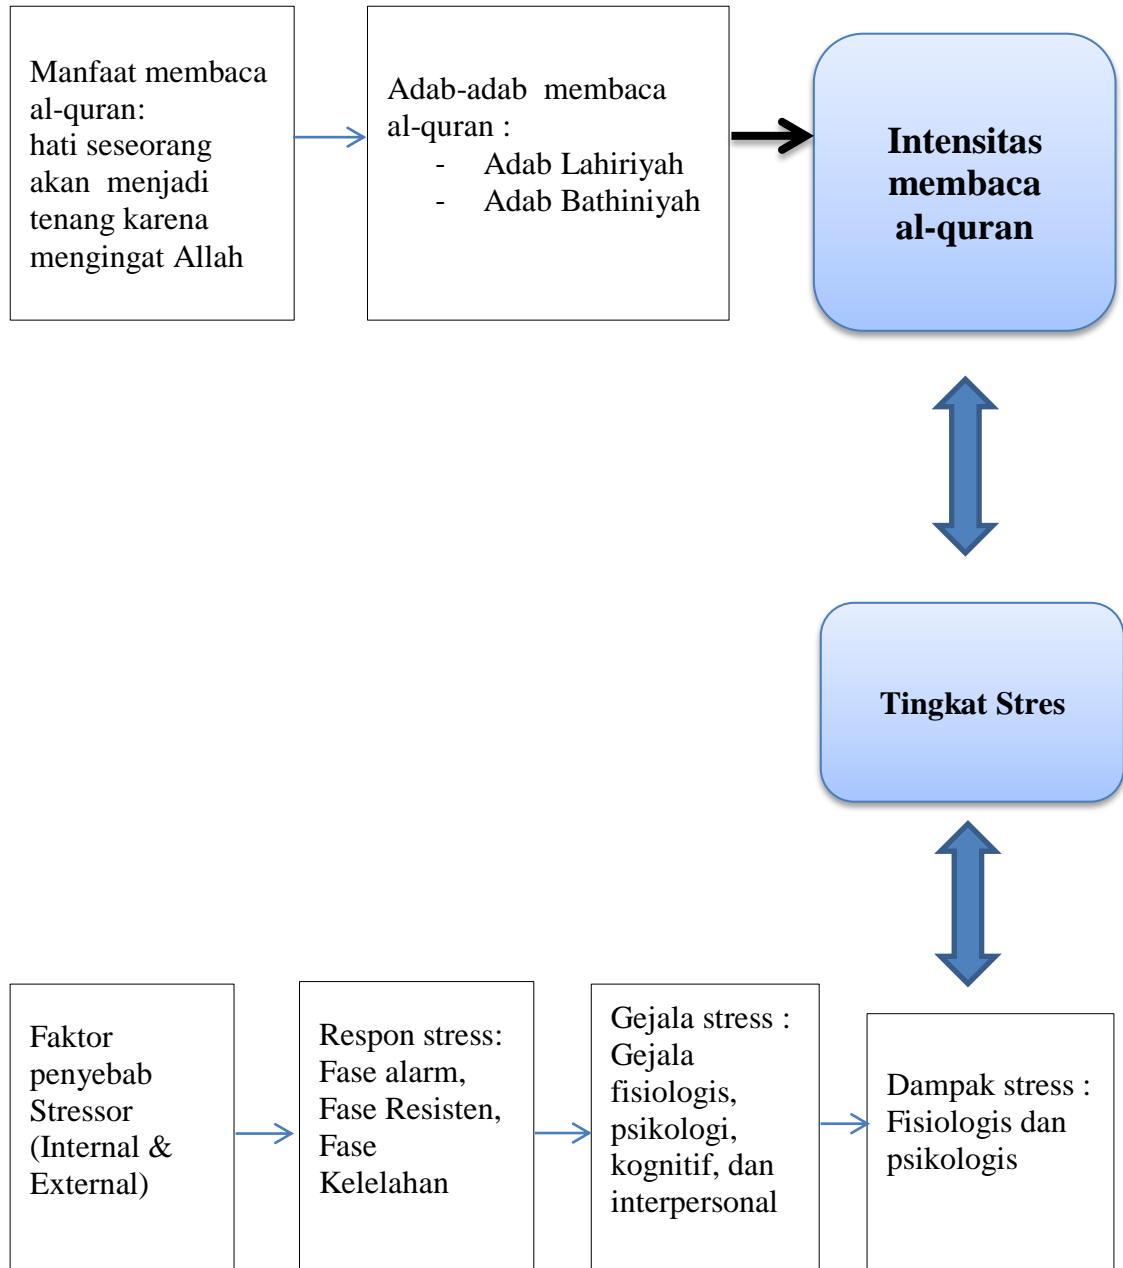 Manfaat membaca
al-quran:
hati seseorang
akan menjadi
tenang karena
mengingat Allah
Adab-adab membaca
al-quran :
- Adab Lahiriyah
- Adab Bathiniyah
Intensitas
membaca
al-quran
Tingkat Stres
Faktor
penyebab
Stressor
(Internal &
External)
Respon stress:
Fase alarm,
Fase Resisten,
Fase
Kelelahan
Gejala stress :
Gejala
fisiologis,
psikologi,
kognitif, dan
interpersonal
Dampak stress :
Fisiologis dan
psikologis